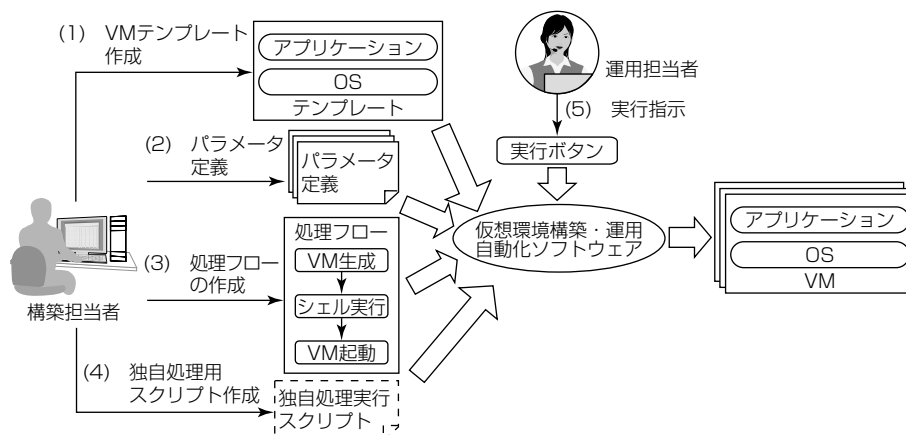 (1) VMテンプレート
作成
アプリケーション
OS
テンプレート
運用担当者
(5) 実行指示
実行ボタン
(2) パラメータ
定義
パラメータ
定義
構築担当者
(3) 処理フロー
の作成
処理フロー
VM生成
シェル実行
VM起動
(4) 独自処理用
スクリプト作成
独自処理実行
スクリプト
仮想環境構築・運用
自動化ソフトウェア
アプリケーション
OS
VM